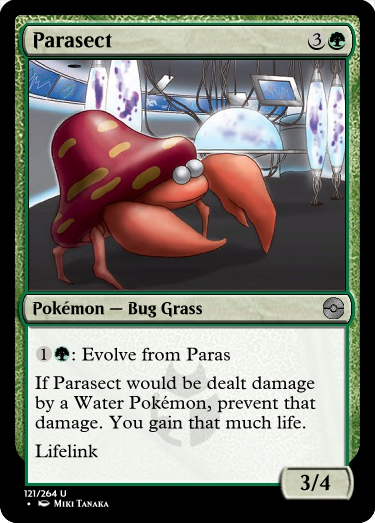 Parasect 3
Pokémon — Bug Grass
1: Evolve from Paras
If Parasect would be dealt damage
by a Water Pokémon, prevent that
damage. You gain that much life.
Lifelink
3/4
121/264 U
• Miki Tanaka